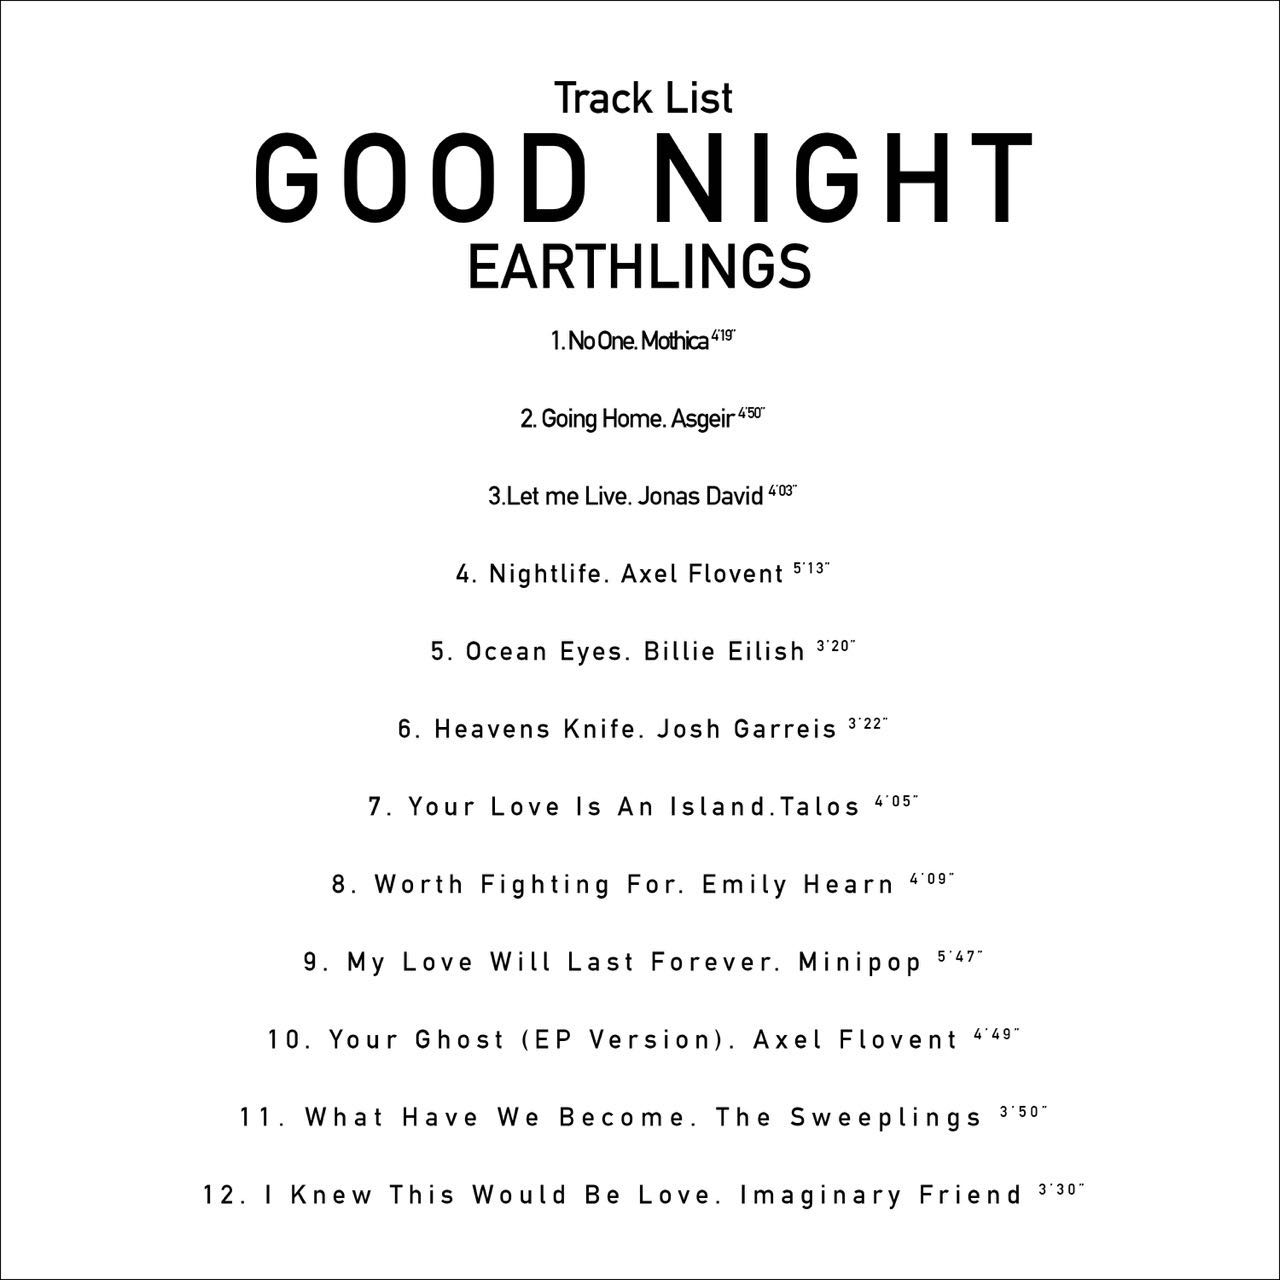 Track List
GOOD NIGHT
EARTHLINGS
1. No One. Mothica 4'19"
2. Going Home. Asgeir 4'50"
3.Let me Live. Jonas David 4'03"
4. Nightlife. Axel Flovent 5'13"
5. Ocean Eyes. Billie Eilish 3'20"
6. Heavens Knife. Josh Garreis 3'22"
7. Your Love Is An Island.Talos 4'05"
8. Worth Fighting For. Emily Hearn 4'09"
9. My Love Will Last Forever. Minipop 5'47"
10. Your Ghost (EP Version). Axel Flovent 4'49"
11. What Have We Become. The Sweeplings 3'50"
12. I Knew This Would Be Love. Imaginary Friend 3'30"